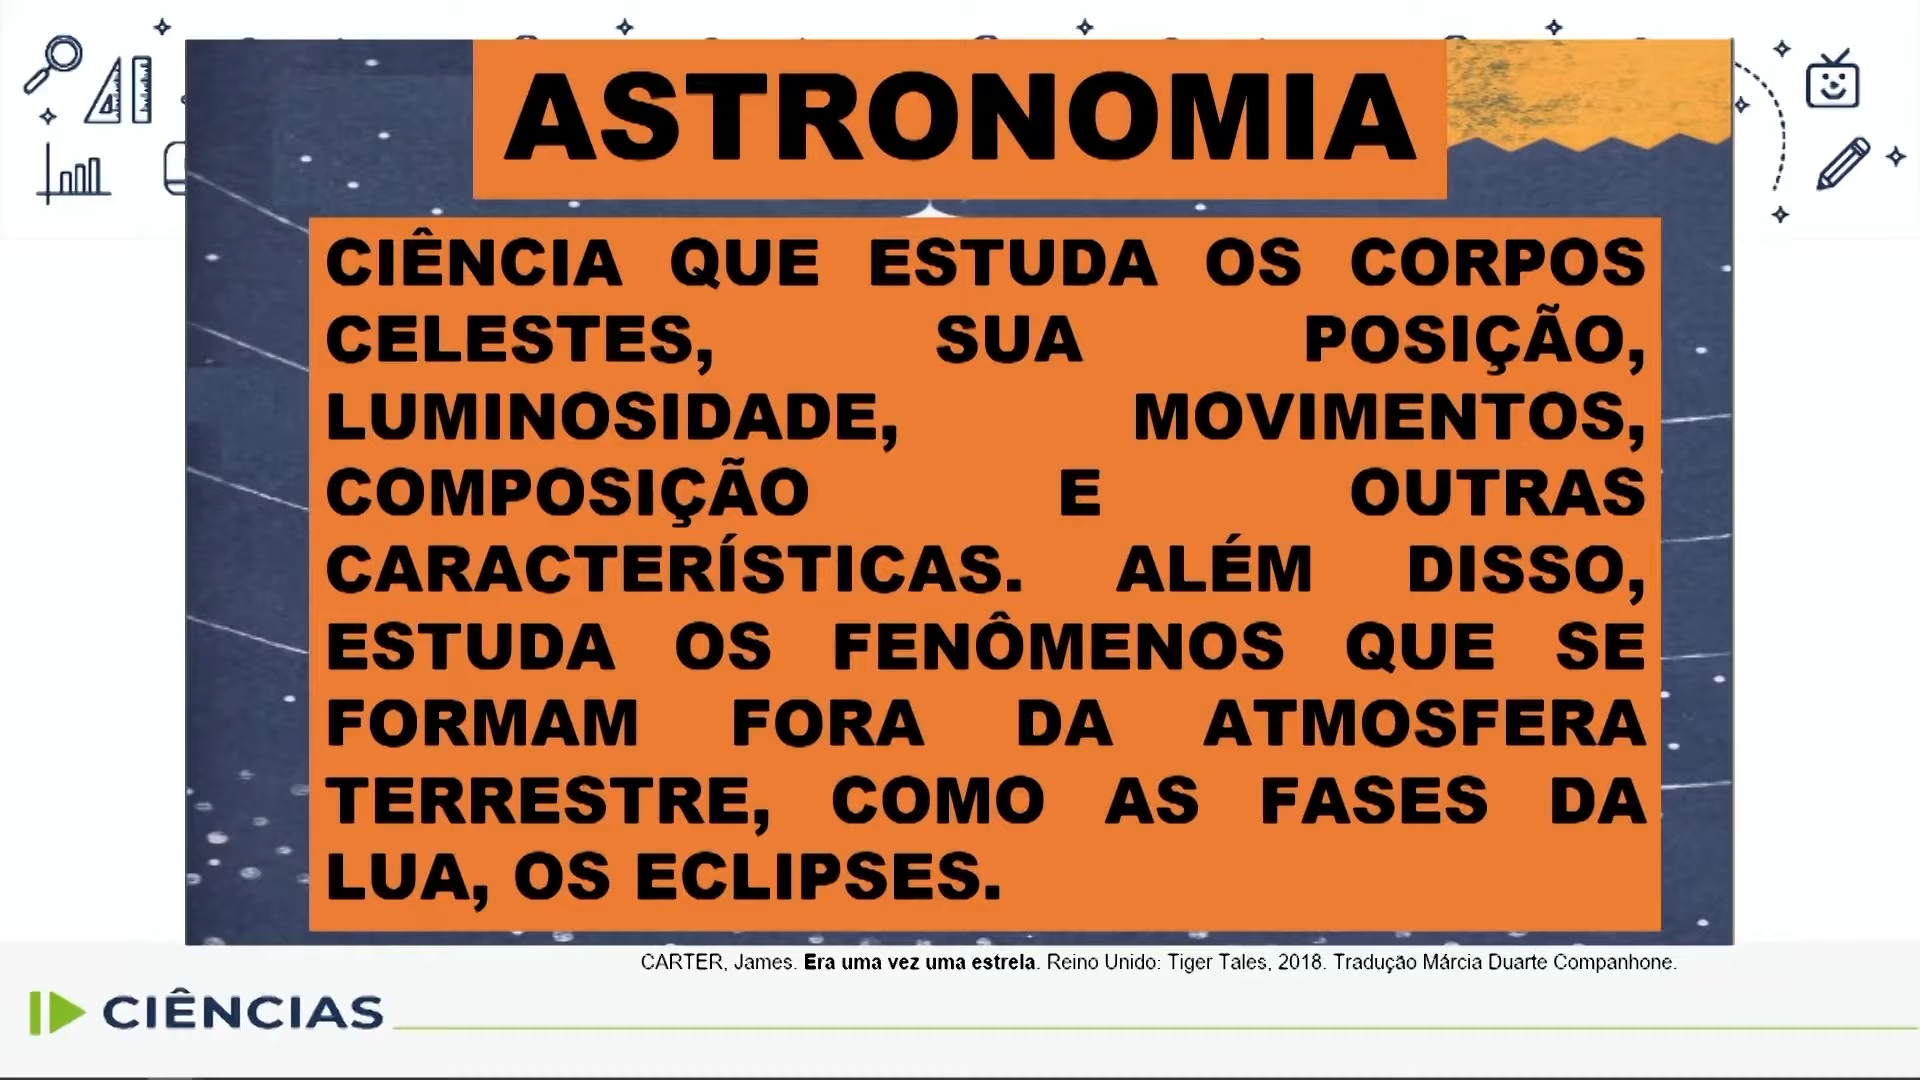 ASTRONOMIA
CIÊNCIA QUE ESTUDA OS CORPOS
CELESTES, SUA POSIÇÃO,
LUMINOSIDADE, MOVIMENTOS,
COMPOSIÇÃO E OUTRAS
CARACTERÍSTICAS. ALÉM DISSO,
ESTUDA OS FENÔMENOS QUE SE
FORMAM FORA DA ATMOSFERA
TERRESTRE, COMO AS FASES DA
LUA, OS ECLIPSES.
CARTER, James. Era uma vez uma estrela. Reino Unido: Tiger Tales, 2018. Tradução Márcia Duarte Companhone.
CIÊNCIAS